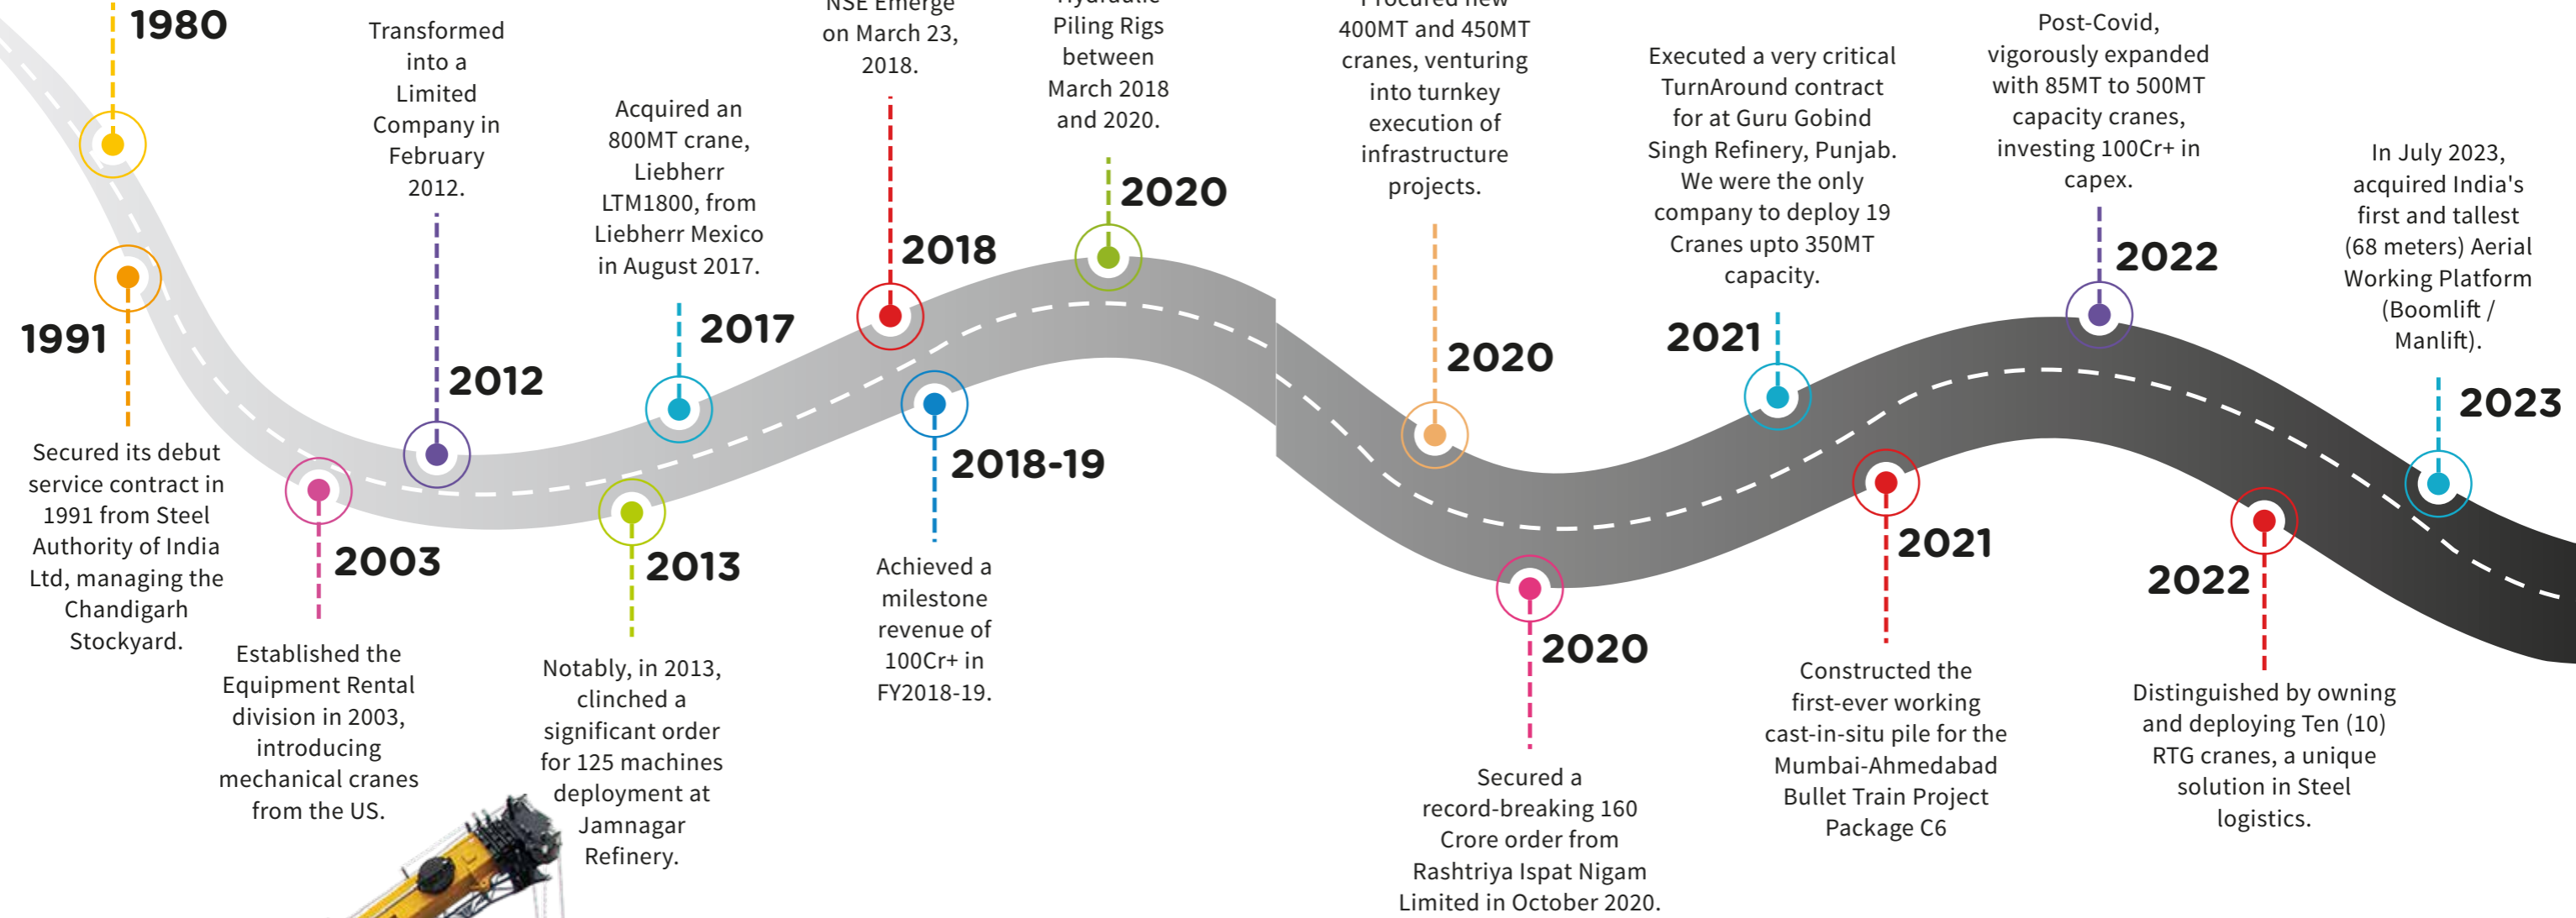 1980
1991
Secured its debut
service contract in
1991 from Steel
Authority of India
Ltd, managing the
Chandigarh
Stockyard.
2003
Established the
Equipment Rental
division in 2003,
introducing
mechanical cranes
from the US.
Transformed
into a
Limited
Company in
February
2012.
2012
2013
Notably, in 2013,
clinched a
significant order
for 125 machines
deployment at
Jamnagar
Refinery.
Acquired an
800MT crane,
Liebherr
LTM1800, from
Liebherr Mexico
in August 2017.
2017
NSE Emerge
on March 23,
2018.
2018
2018-19
Achieved a
milestone
revenue of
100Cr+ in
FY2018-19.
Hydraulic
Piling Rigs
between
March 2018
and 2020.
2020
Procured new
400MT and 450MT
cranes, venturing
into turnkey
execution of
infrastructure
projects.
2020
2020
Secured a
record-breaking 160
Crore order from
Rashtriya Ispat Nigam
Limited in October 2020.
Executed a very critical
TurnAround contract
for at Guru Gobind
Singh Refinery, Punjab.
We were the only
company to deploy 19
Cranes upto 350MT
capacity.
2021
2021
Constructed the
first-ever working
cast-in-situ pile for the
Mumbai-Ahmedabad
Bullet Train Project
Package C6
Post-Covid,
vigorously expanded
with 85MT to 500MT
capacity cranes,
investing 100Cr+ in
capex.
2022
2022
Distinguished by owning
and deploying Ten (10)
RTG cranes, a unique
solution in Steel
logistics.
In July 2023,
acquired India's
first and tallest
(68 meters) Aerial
Working Platform
(Boomlift /
Manlift).
2023